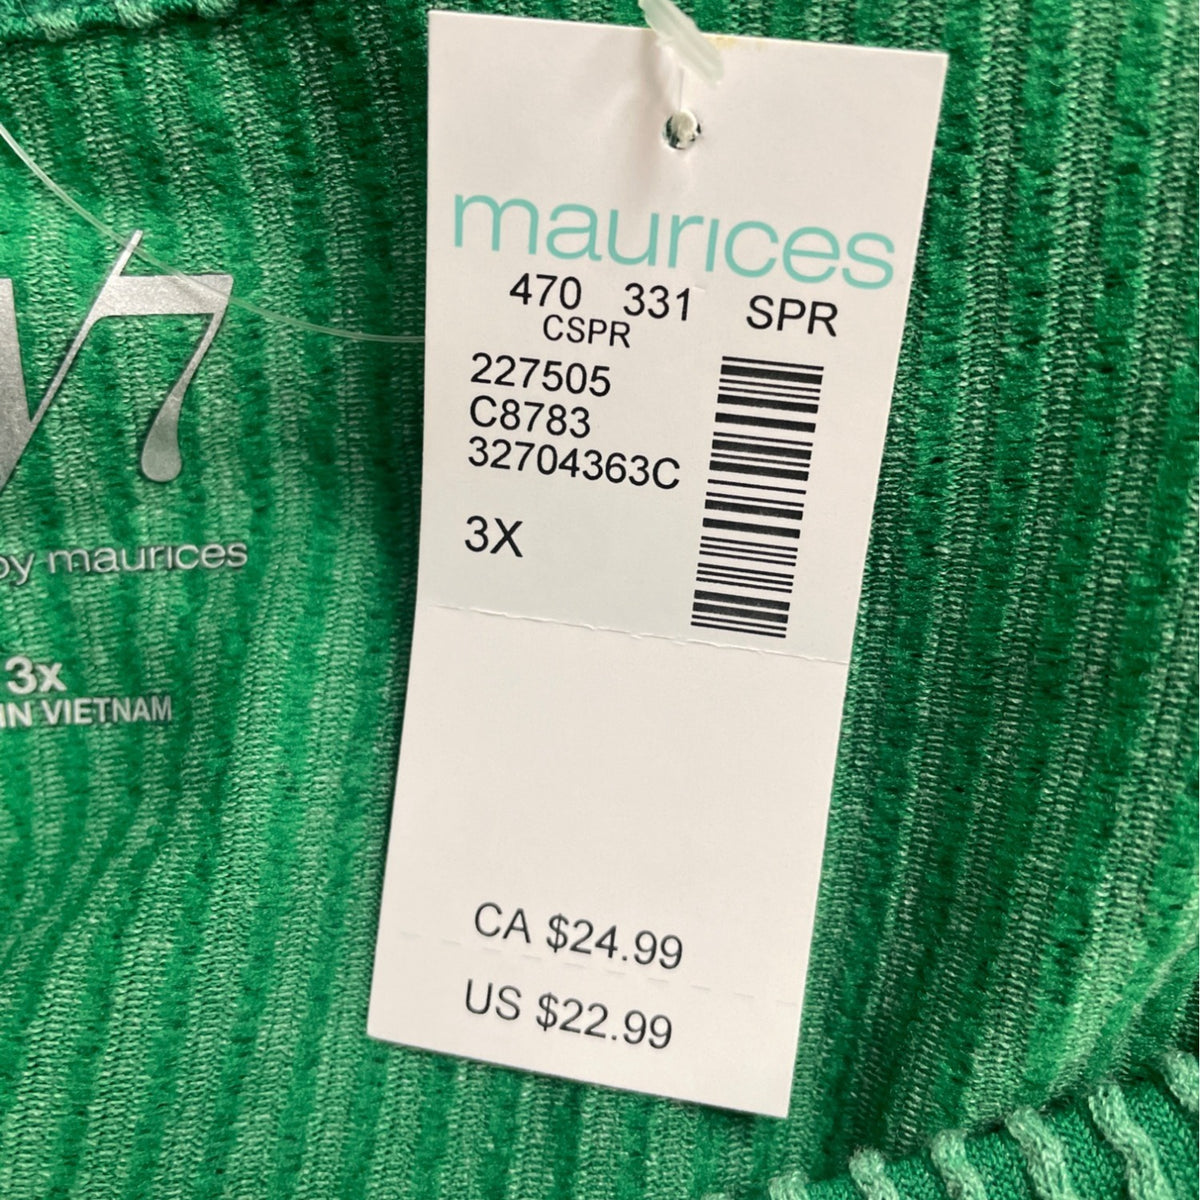 maurices
470 331 SPR
CSPR
227505
C8783
32704363C
3X
CA $24.99
US $22.99
7
by maurices
3x
IN VIETNAM